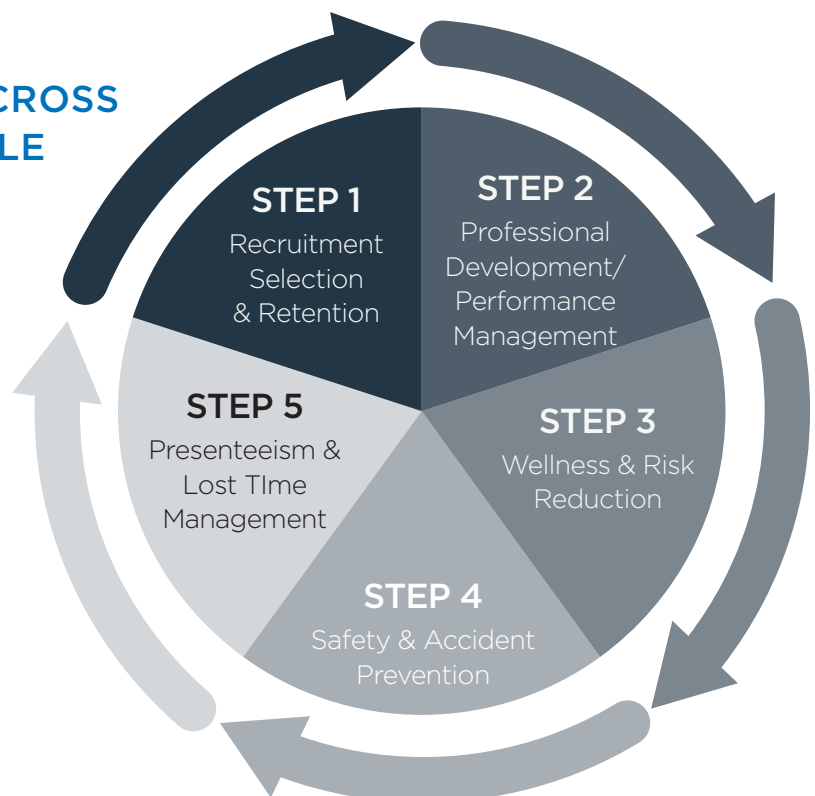 CROSS
LE
STEP 1
Recruitment
Selection
& Retention
STEP 2
Professional
Development/
Performance
Management
STEP 3
Wellness & Risk
Reduction
STEP 4
Safety & Accident
Prevention
STEP 5
Presenteeism &
Lost TIme
Management